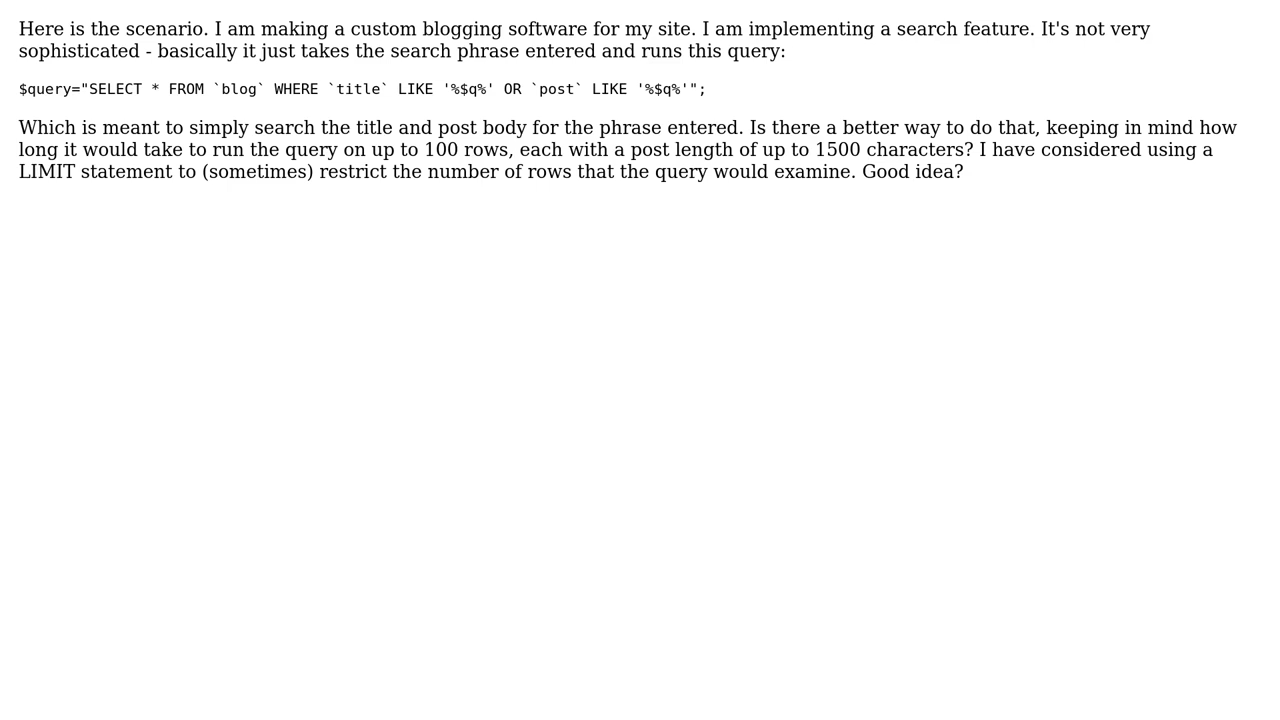 Here is the scenario. I am making a custom blogging software for my site. I am implementing a search feature. It's not very
sophisticated - basically it just takes the search phrase entered and runs this query:
$query="SELECT * FROM `blog` WHERE `title` LIKE '%$q%' OR `post` LIKE '%$q%'";
Which is meant to simply search the title and post body for the phrase entered. Is there a better way to do that, keeping in mind how
long it would take to run the query on up to 100 rows, each with a post length of up to 1500 characters? I have considered using a
LIMIT statement to (sometimes) restrict the number of rows that the query would examine. Good idea?